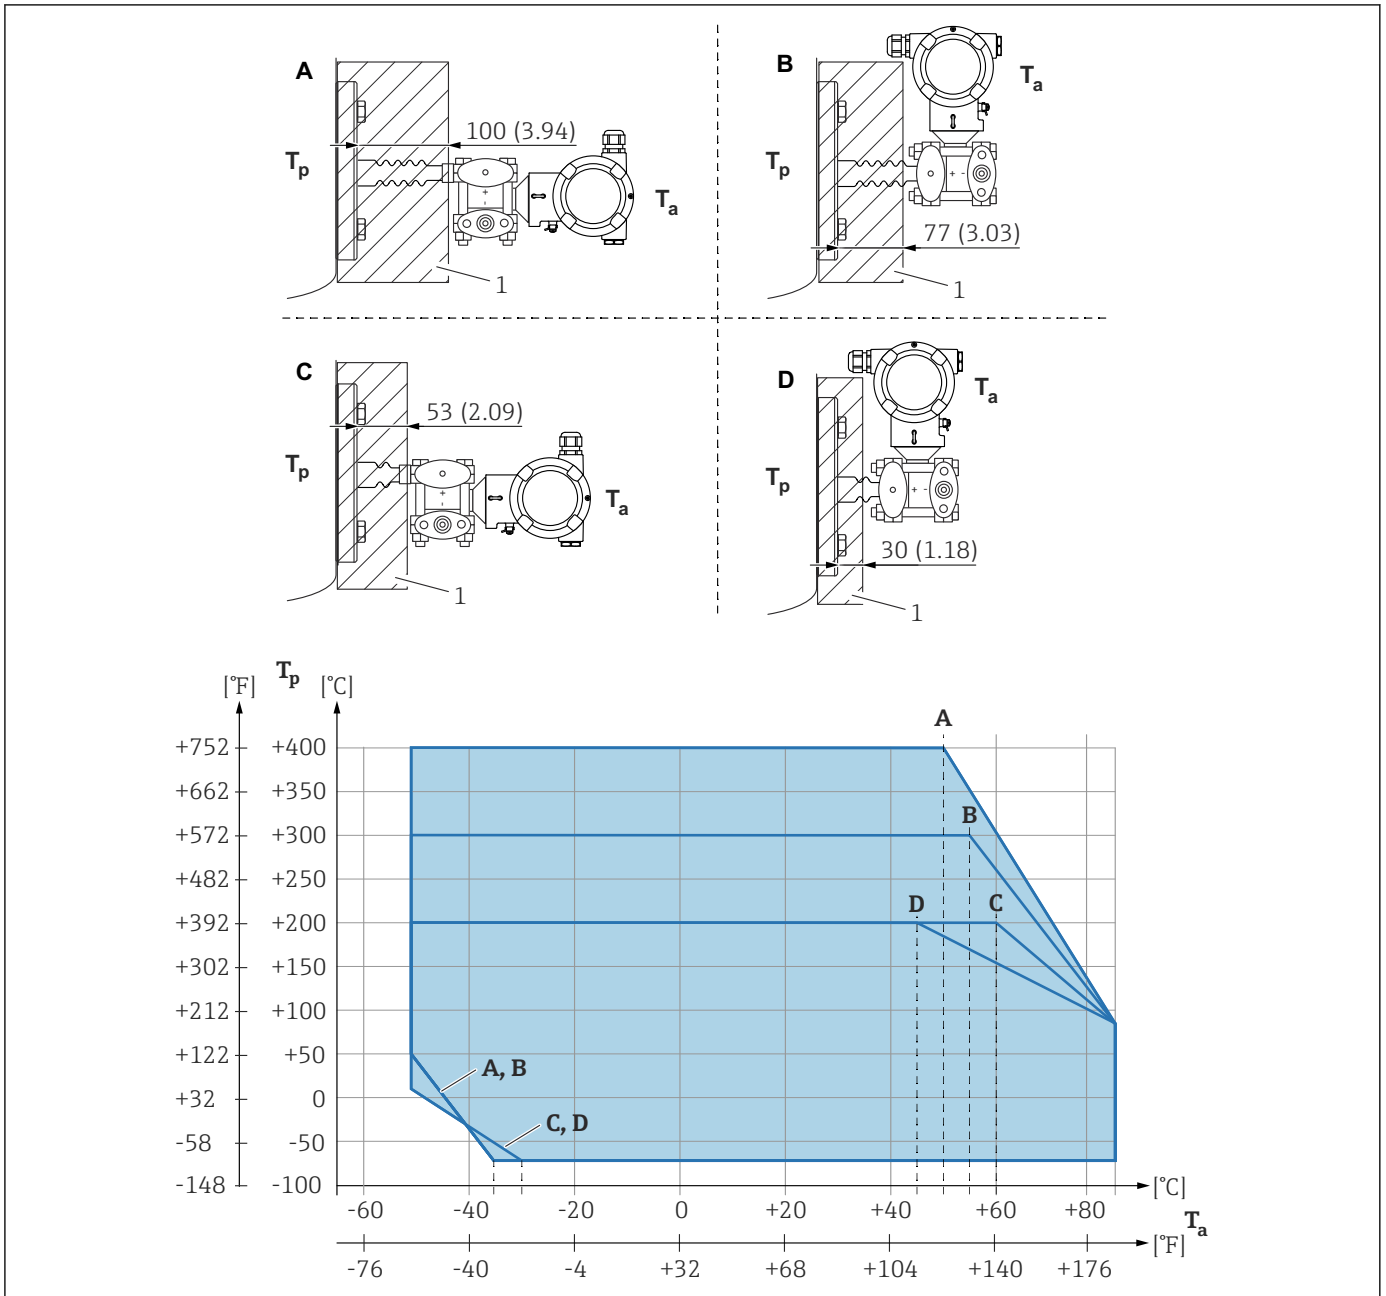 A
100 (3.94)
Tp
Ta
1
B
Ta
Tp
77 (3.03)
1
C
53 (2.09)
Tp
Ta
1
D
Ta
Tp
30 (1.18)
1
Tp
[°F] [°C]
A
+752 +400
+662 +350
B
+572 +300
+482 +250
D C
+392 +200
+302 +150
+212 +100
+122 +50
A, B
+32 0
C, D
-58 -50
-148 -100
[°C]
-60 -40 -20 0 +20 +40 +60 +80
Ta
[°F]
-76 -40 -4 +32 +68 +104 +140 +176